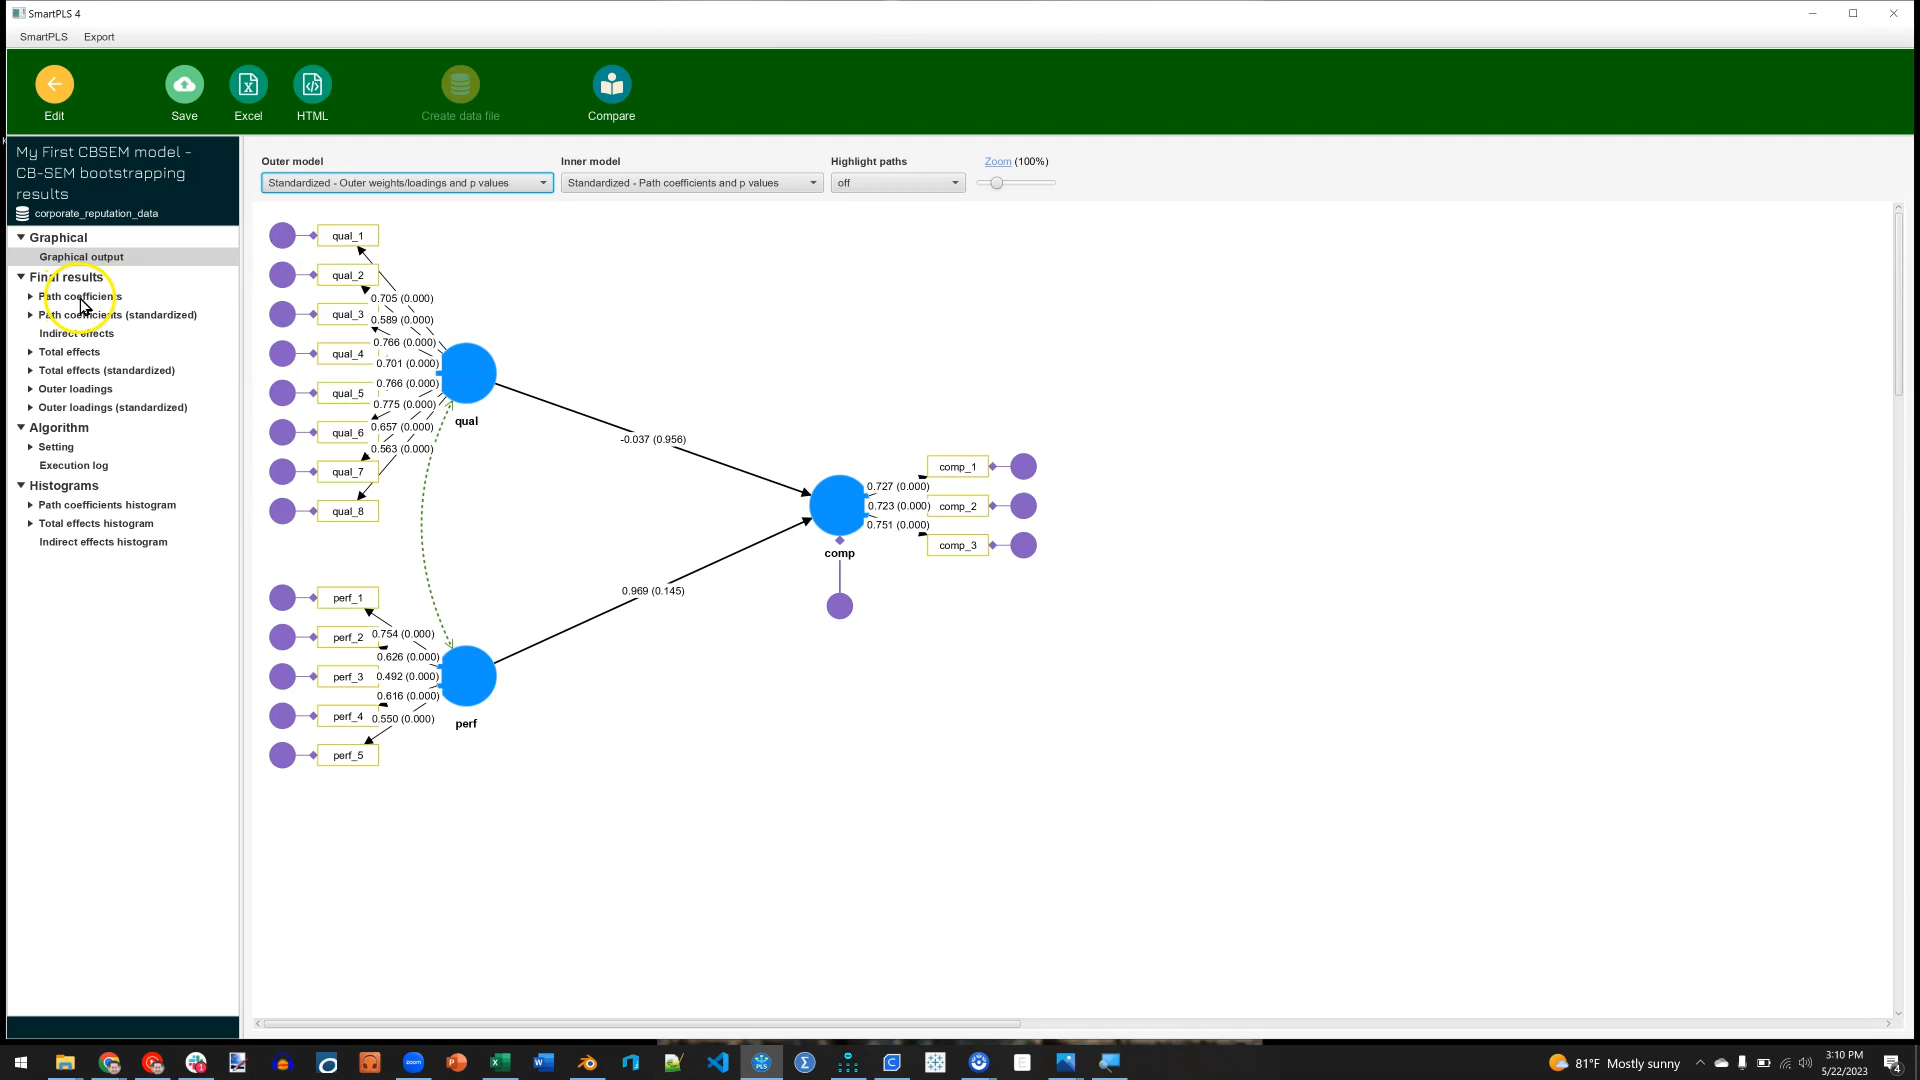 SmartPLS 4
SmartPLS Export
Edit
Save
Excel
HTML
Create data file
Compare
My First CBSEM model -
CB-SEM bootstrapping
results
corporate_reputation_data
Graphical
Graphical output
Final results
Path coefficients
Path coefficients (standardized)
Indirect effects
Total effects
Total effects (standardized)
Outer loadings
Outer loadings (standardized)
Algorithm
Setting
Execution log
Histograms
Path coefficients histogram
Total effects histogram
Indirect effects histogram
Outer model
Standardized - Outer weights/loadings and p values
Inner model
Standardized - Path coefficients and p values
Highlight paths
off
Zoom (100%)
qual_1
qual_2
0.705 (0.000)
qual_3
0.589 (0.000)
0.766 (0.000)
qual_4
0.701 (0.000)
0.766 (0.000)
qual_5
0.775 (0.000)
qual_6
0.657 (0.000)
0.563 (0.000)
qual_7
qual_8
qual
-0.037 (0.956)
comp_1
0.727 (0.000)
0.723 (0.000)
comp_2
0.751 (0.000)
comp_3
comp
0.969 (0.145)
perf_1
perf_2
0.754 (0.000)
0.626 (0.000)
perf_3
0.492 (0.000)
0.616 (0.000)
perf_4
0.550 (0.000)
perf_5
perf
81°F Mostly sunny
3:10 PM
5/22/2023
4